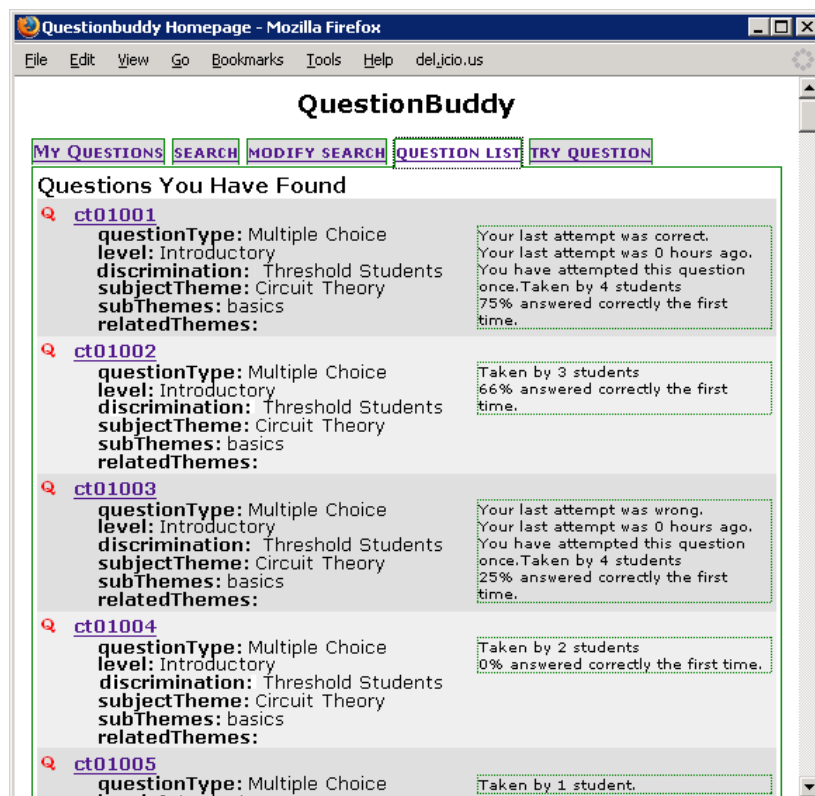 Questionbuddy Homepage - Mozilla Firefox
File Edit View Go Bookmarks Tools Help del.icio.us
QuestionBuddy
MY QUESTIONS SEARCH MODIFY SEARCH QUESTION LIST TRY QUESTION
Questions You Have Found
Q ct01001
questionType: Multiple Choice
level: Introductory
discrimination: Threshold Students
subjectTheme: Circuit Theory
subThemes: basics
relatedThemes:
Your last attempt was correct.
Your last attempt was 0 hours ago.
You have attempted this question
once.Taken by 4 students
75% answered correctly the first
time.
Q ct01002
questionType: Multiple Choice
level: Introductory
discrimination: Threshold Students
subjectTheme: Circuit Theory
subThemes: basics
relatedThemes:
Taken by 3 students
66% answered correctly the first
time.
Q ct01003
questionType: Multiple Choice
level: Introductory
discrimination: Threshold Students
subjectTheme: Circuit Theory
subThemes: basics
relatedThemes:
Your last attempt was wrong.
Your last attempt was 0 hours ago.
You have attempted this question
once.Taken by 4 students
25% answered correctly the first
time.
Q ct01004
questionType: Multiple Choice
level: Introductory
discrimination: Threshold Students
subjectTheme: Circuit Theory
subThemes: basics
relatedThemes:
Taken by 2 students
0% answered correctly the first time.
Q ct01005
questionType: Multiple Choice
Taken by 1 student.